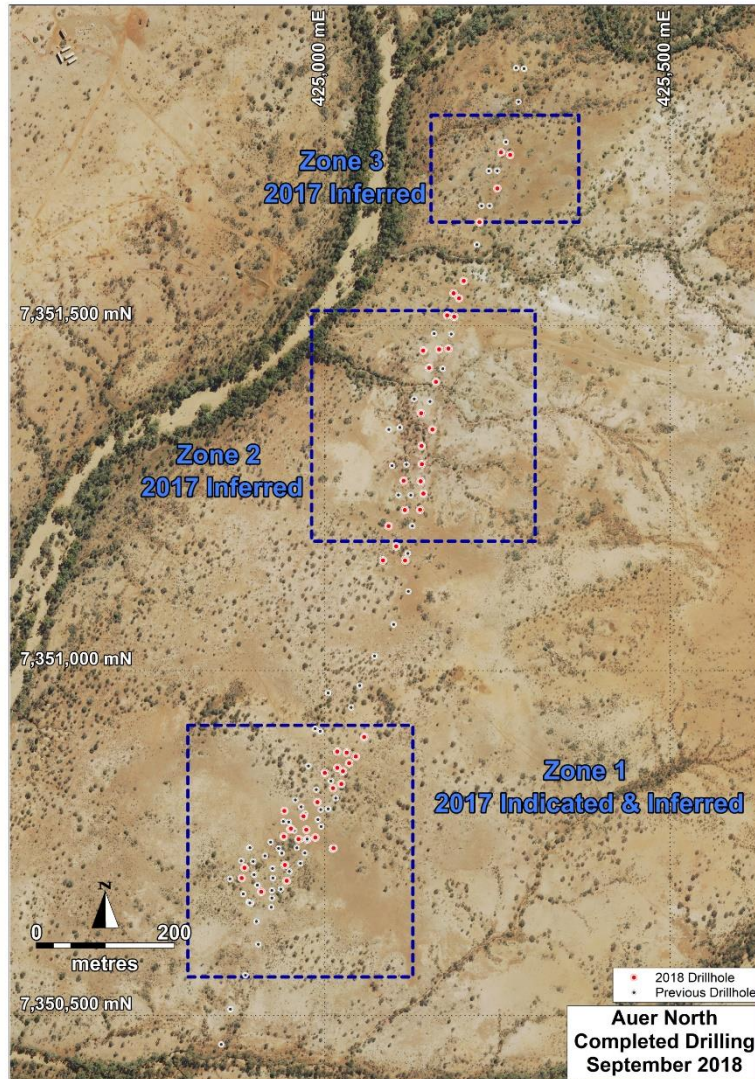 425,000 mE
425,500 mE
Zone 3
2017 Inferred
7,351,500 mN
Zone 2
2017 Inferred
7,351,000 mN
Zone 1
2017 Indicated & Inferred
N
0 200
metres
7,350,500 mN
2018 Drillhole
Previous Drillhole
Auer North
Completed Drilling
September 2018